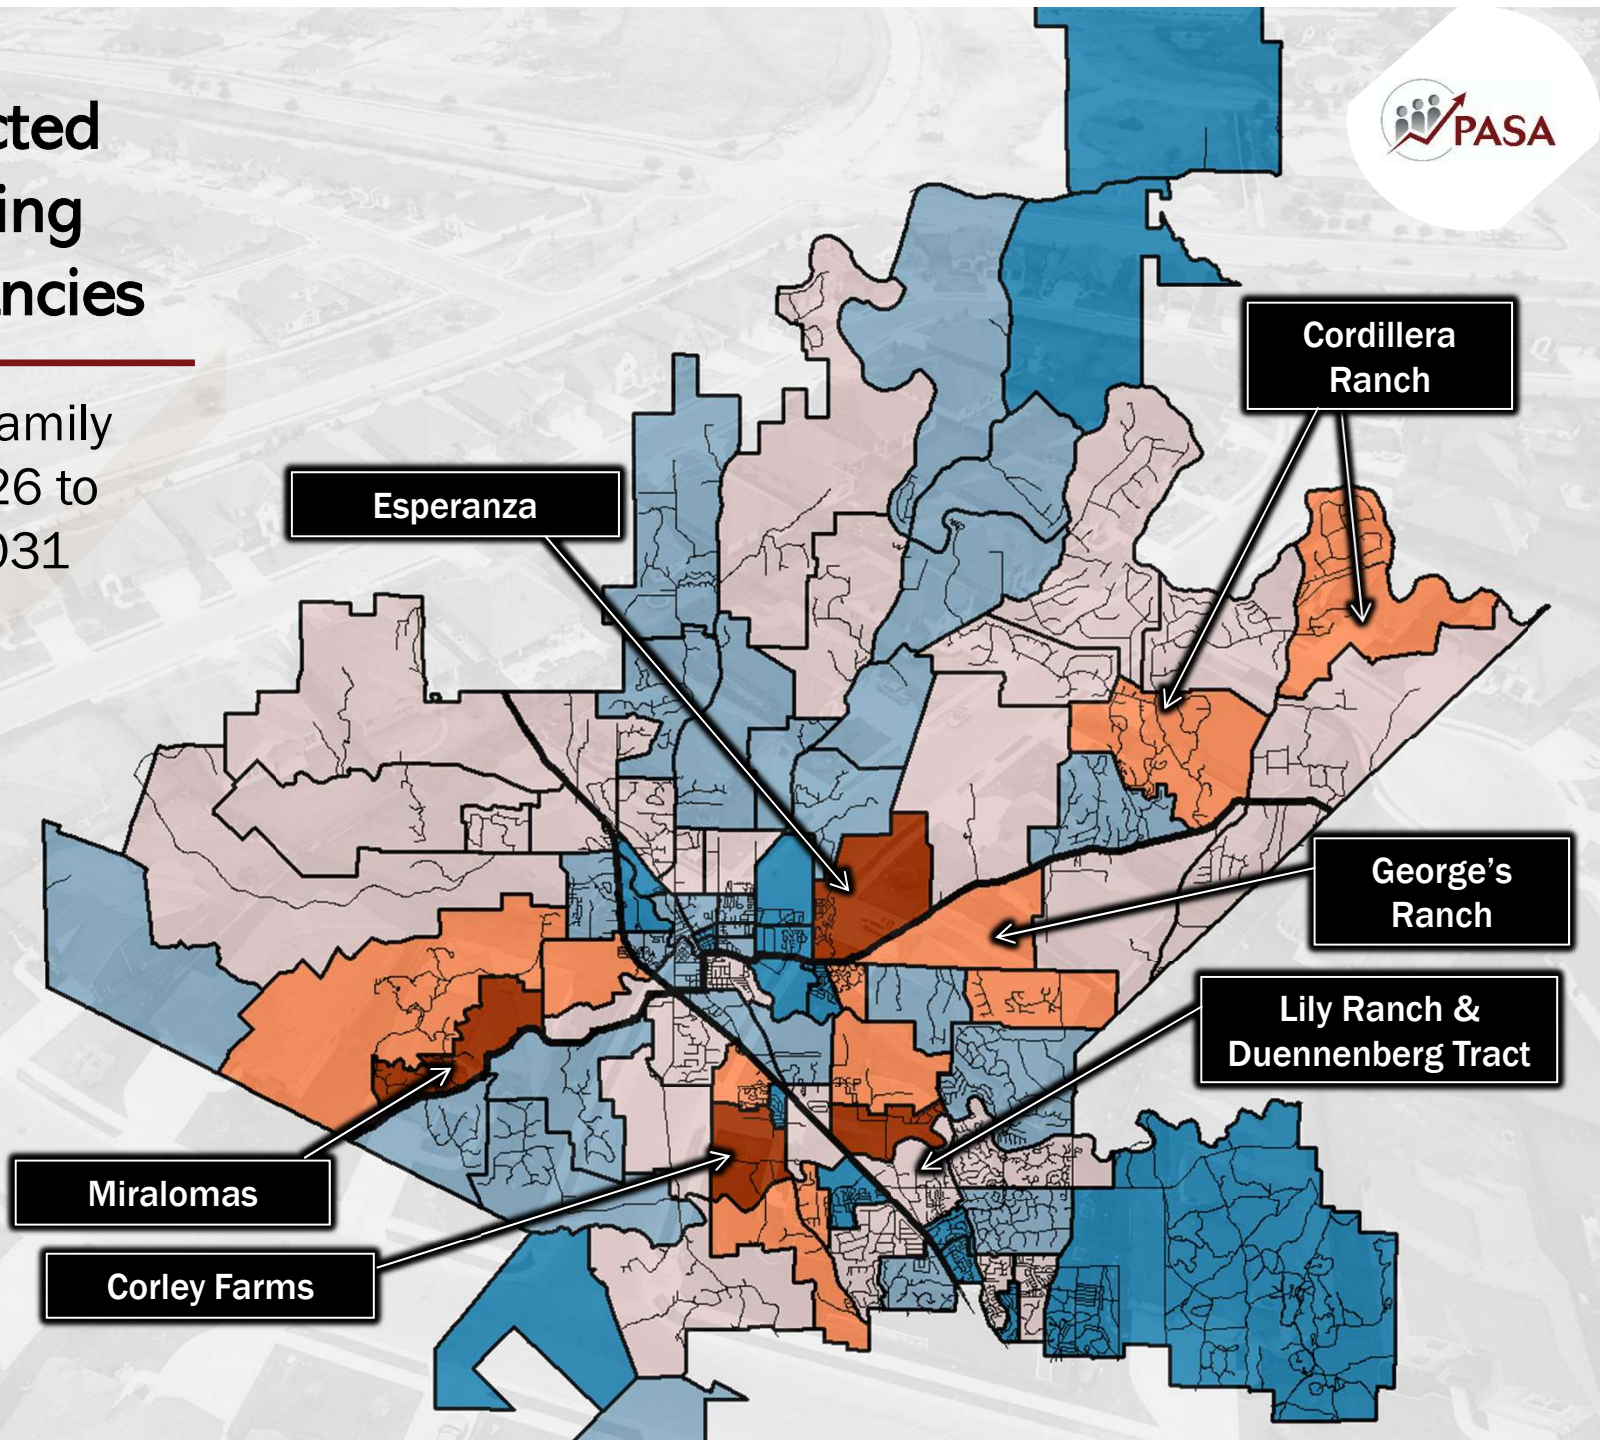 cted
ing
ncies
amily
26 to
031
PASA
Cordillera
Ranch
Esperanza
George's
Ranch
Lily Ranch &
Duennenberg Tract
Miralomas
Corley Farms